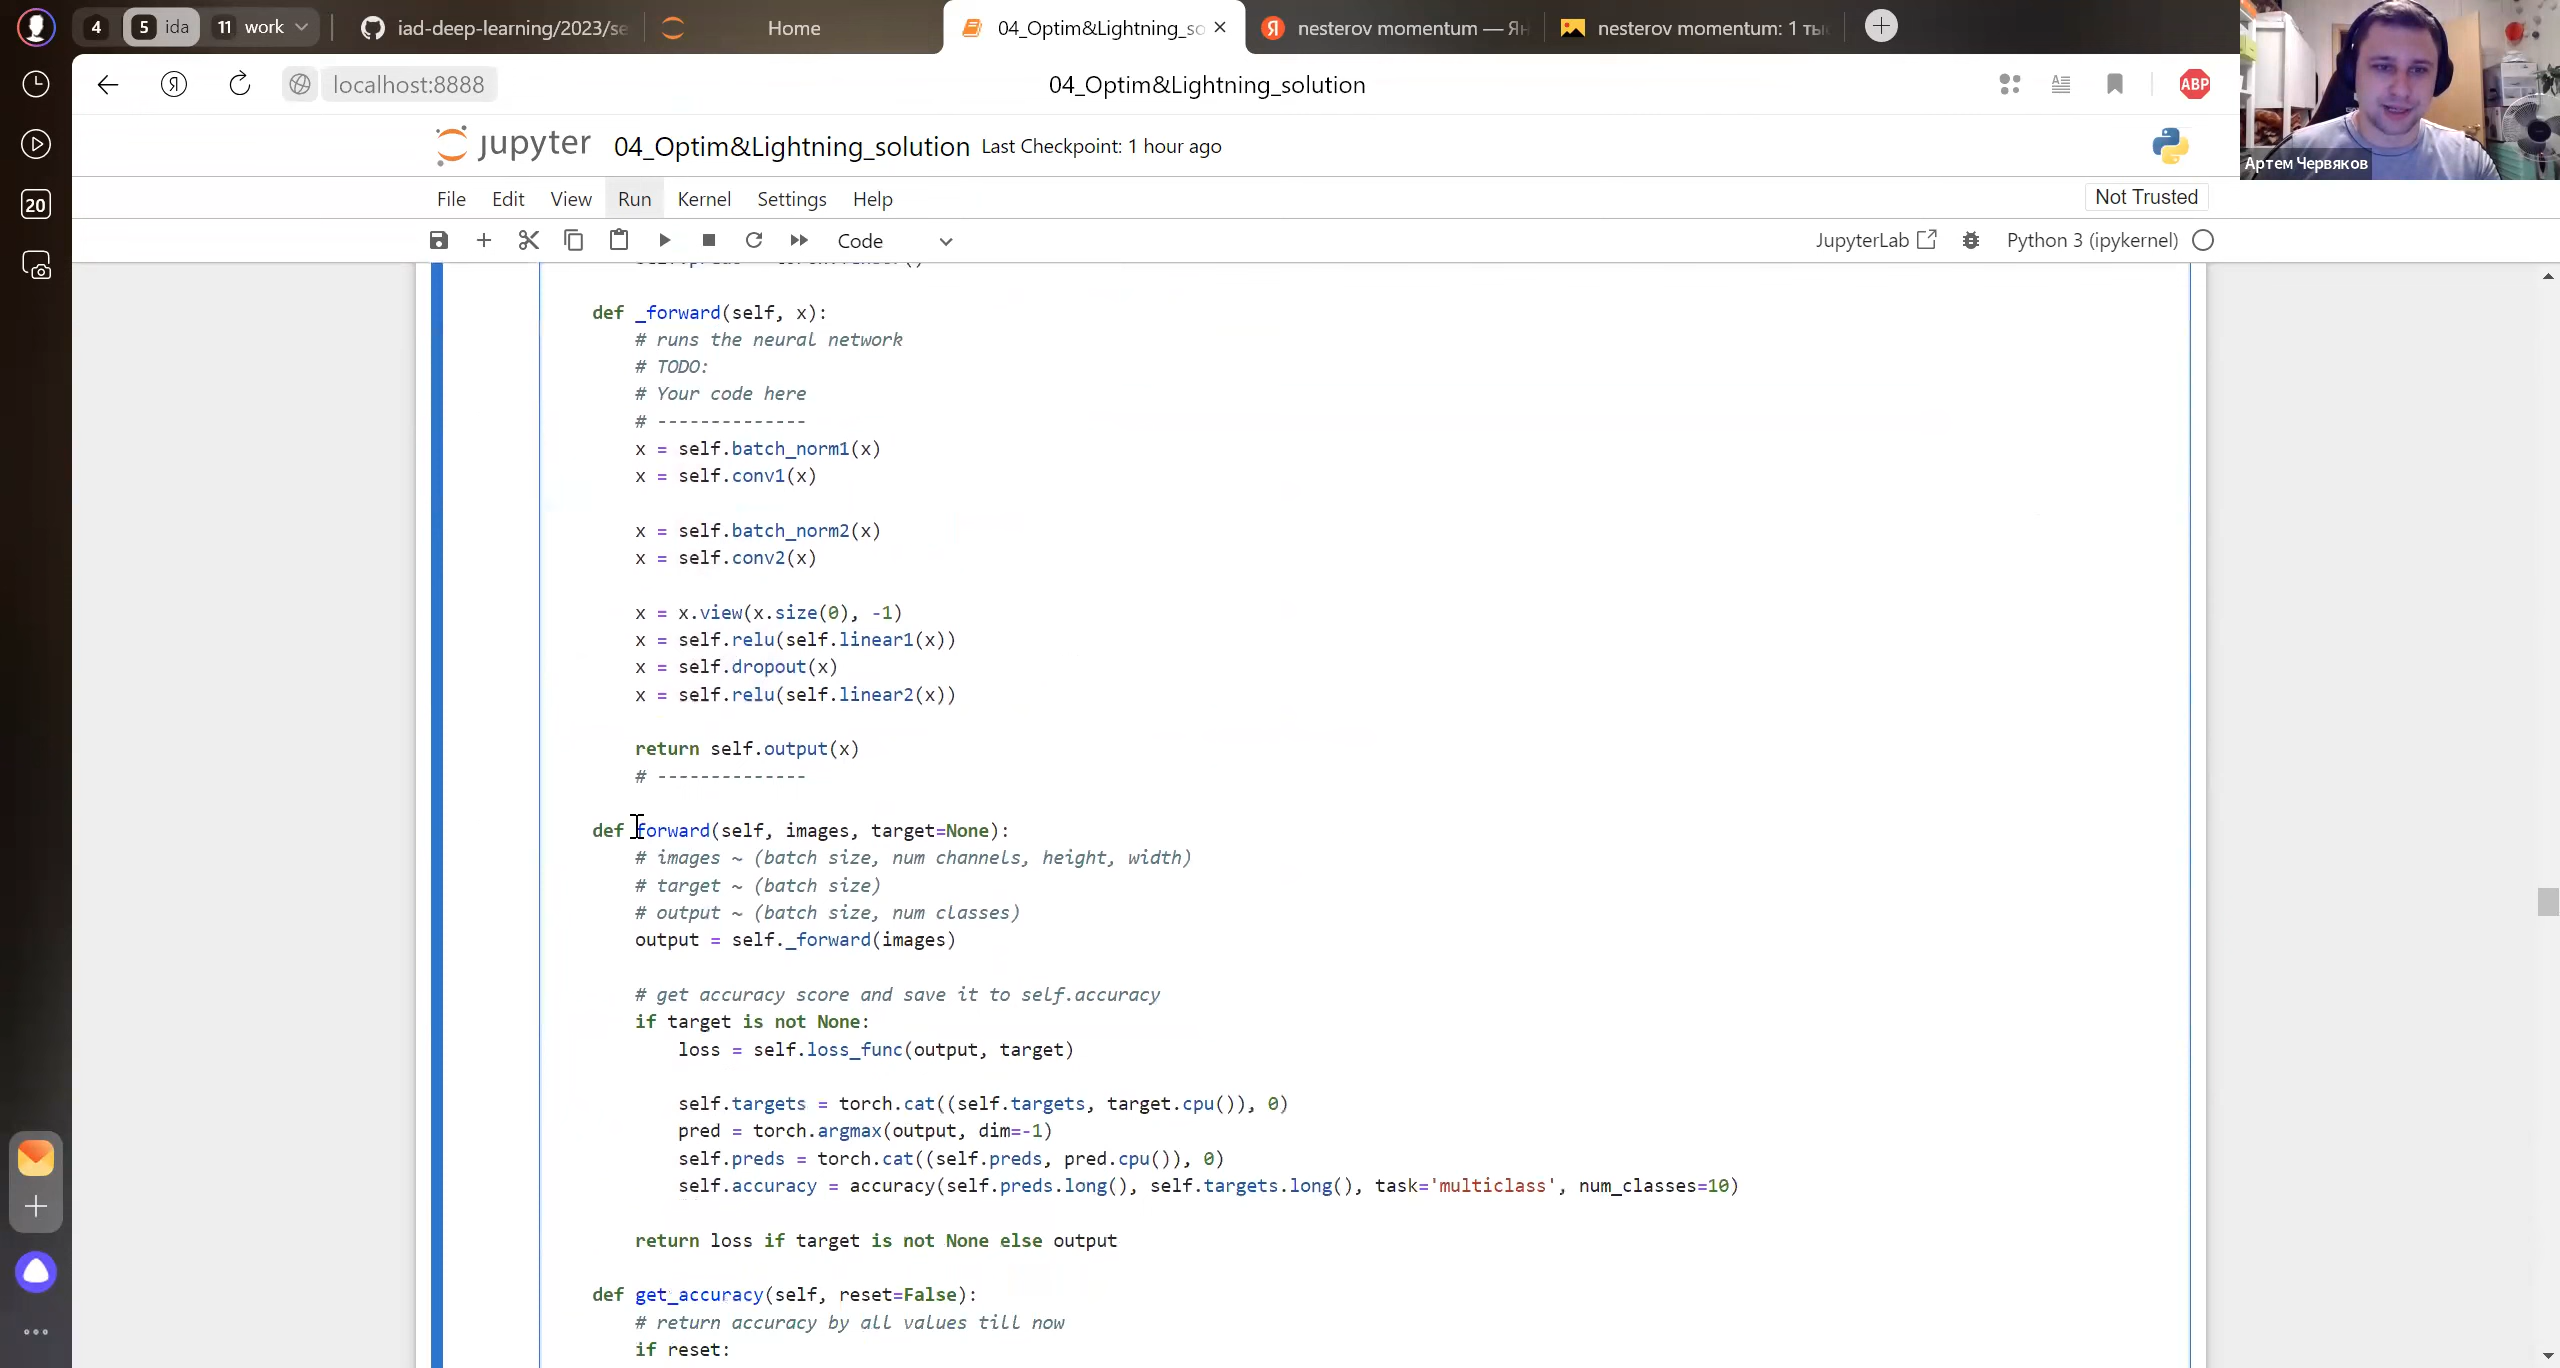 4 5 ida 11 work iad-deep-learning/2023/se Home 04_Optim&Lightning_so nesterov momentum — Ян nesterov momentum: 1 ты
localhost:8888 04_Optim&Lightning_solution ABP
jupyter 04_Optim&Lightning_solution Last Checkpoint: 1 hour ago
Артем Червяков
File Edit View Run Kernel Settings Help Not Trusted
20
Code JupyterLab Python 3 (ipykernel)
def _forward(self, x):
# runs the neural network
# TODO:
# Your code here
# --------------
x = self.batch_norm1(x)
x = self.conv1(x)
x = self.batch_norm2(x)
x = self.conv2(x)
x = x.view(x.size(0), -1)
x = self.relu(self.linear1(x))
x = self.dropout(x)
x = self.relu(self.linear2(x))
return self.output(x)
# --------------
def forward(self, images, target=None):
# images ~ (batch size, num channels, height, width)
# target ~ (batch size)
# output ~ (batch size, num classes)
output = self._forward(images)
# get accuracy score and save it to self.accuracy
if target is not None:
loss = self.loss_func(output, target)
self.targets = torch.cat((self.targets, target.cpu()), 0)
pred = torch.argmax(output, dim=-1)
self.preds = torch.cat((self.preds, pred.cpu()), 0)
self.accuracy = accuracy(self.preds.long(), self.targets.long(), task='multiclass', num_classes=10)
return loss if target is not None else output
def get_accuracy(self, reset=False):
# return accuracy by all values till now
if reset: